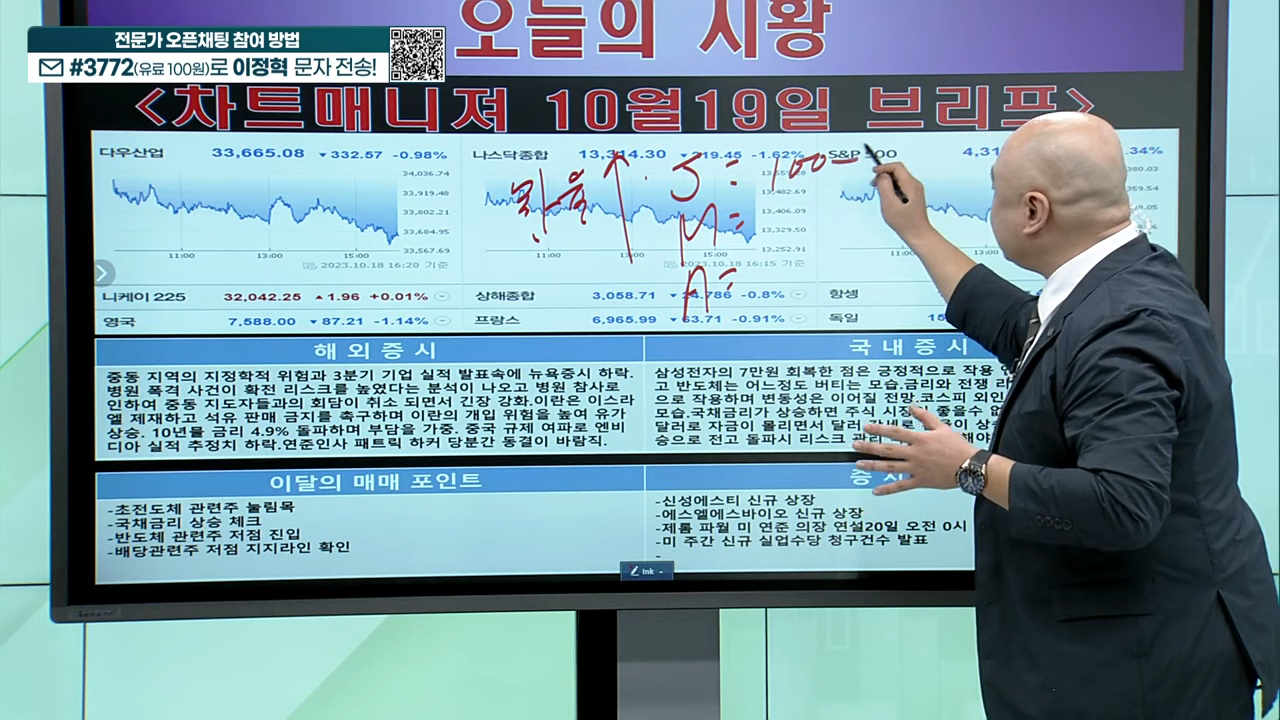 전문가 오픈채팅 참여 방법
#3772(유료 100원)로 이정혁 문자 전송!
오늘의 시황
<차트매니져 10월19일 브리프>
다우산업 33,665.08 ▼332.57 -0.98%
34,036.74
33,919.48
33,802.21
33,684.95
33,567.69
11:00 13:00 15:00
2023.10.18 16:20 기준
나스닥종합 13,314.30 ▼219.45 -1.62%
13,482.69
13,406.09
13,329.50
13,252.91
11:00 13:00 15:00
2023.10.18 16:15 기준
S&P 500 4,31 .34%
11:00 13:00
환율↑
J=100
M=
A=
니케이 225 32,042.25 ▲1.96 +0.01%
상해종합 3,058.71 ▼24.786 -0.8%
항셍
영국 7,588.00 ▼87.21 -1.14%
프랑스 6,965.99 ▼63.71 -0.91%
독일 15
해외증시
중동 지역의 지정학적 위험과 3분기 기업 실적 발표속에 뉴욕증시 하락.
병원 폭격 사건이 확전 리스크를 높였다는 분석이 나오고 병원 참사로
인하여 중동 지도자들과의 회담이 취소 되면서 긴장 강화.이란은 이스라
엘 제재하고 석유 판매 금지를 촉구하며 이란의 개입 위험을 높여 유가
상승. 10년물 금리 4.9% 돌파하며 부담을 가중. 중국 규제 여파로 엔비
디아 실적 추정치 하락.연준인사 패트릭 하커 당분간 동결이 바람직.
국내증시
삼성전자의 7만원 회복한 점은 긍정적으로 작용
고 반도체는 어느정도 버티는 모습.금리와 전쟁
으로 작용하며 변동성은 이어질 전망.코스피 외인
모습.국채금리가 상승하면 주식 시장 좋을수
달러로 자금이 몰리면서 달러
승으로 전고 돌파시 리스크 관리
이달의 매매 포인트
-초전도체 관련주 눌림목
-국채금리 상승 체크
-반도체 관련주 저점 진입
-배당관련주 저점 지지라인 확인
증시
-신성에스티 신규 상장
-에스엘에스바이오 신규 상장
-제롬 파월 미 연준 의장 연설20일 오전 0시
-미 주간 신규 실업수당 청구건수 발표
-
Ink